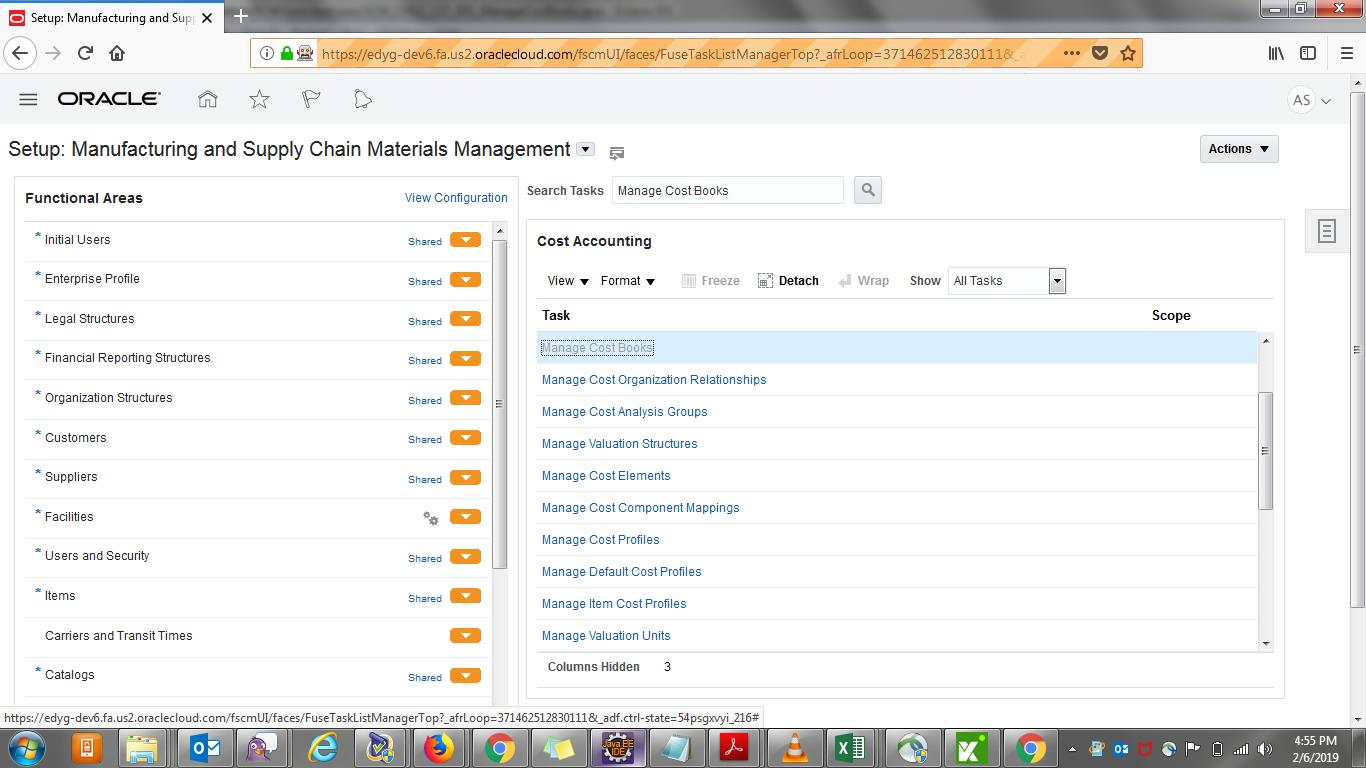 Setup: Manufacturing and Supp
https://edyg-dev6.fa.us2.oraclecloud.com/fscmUI/faces/FuseTaskListManagerTop?_afrLoop=371462512830111&_a
ORACLE
AS
Setup: Manufacturing and Supply Chain Materials Management
Actions
Functional Areas
View Configuration
* Initial Users Shared
* Enterprise Profile Shared
* Legal Structures Shared
* Financial Reporting Structures Shared
* Organization Structures Shared
* Customers Shared
* Suppliers Shared
* Facilities
* Users and Security Shared
* Items Shared
Carriers and Transit Times
* Catalogs Shared
Search Tasks Manage Cost Books
Cost Accounting
View Format Freeze Detach Wrap Show All Tasks
Task Scope
Manage Cost Books
Manage Cost Organization Relationships
Manage Cost Analysis Groups
Manage Valuation Structures
Manage Cost Elements
Manage Cost Component Mappings
Manage Cost Profiles
Manage Default Cost Profiles
Manage Item Cost Profiles
Manage Valuation Units
Columns Hidden 3
https://edyg-dev6.fa.us2.oraclecloud.com/fscmUI/faces/FuseTaskListManagerTop?_afrLoop=371462512830111&_adf.ctrl-state=54psgxvyi_216#
Java EE
IDE
4:55 PM
2/6/2019